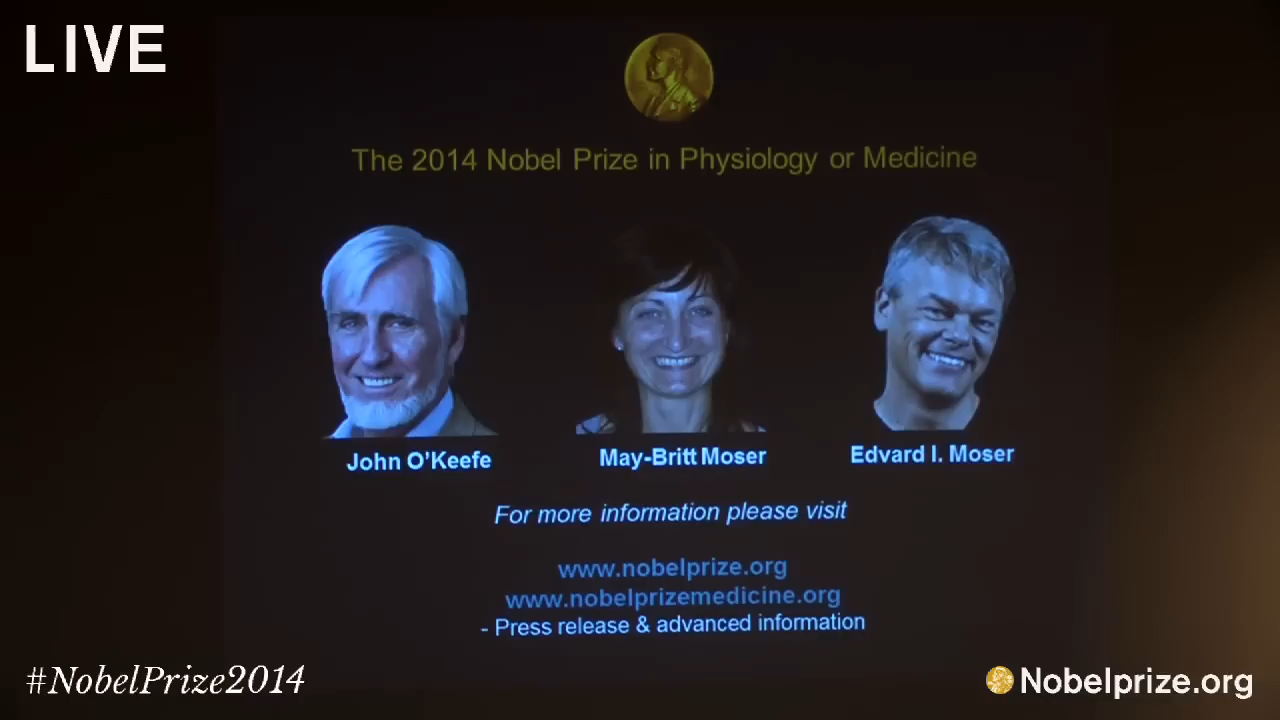 LIVE
The 2014 Nobel Prize in Physiology or Medicine
John O'Keefe
May-Britt Moser
Edvard I. Moser
For more information please visit
www.nobelprize.org
www.nobelprizemedicine.org
- Press release & advanced information
#NobelPrize2014
Nobelprize.org